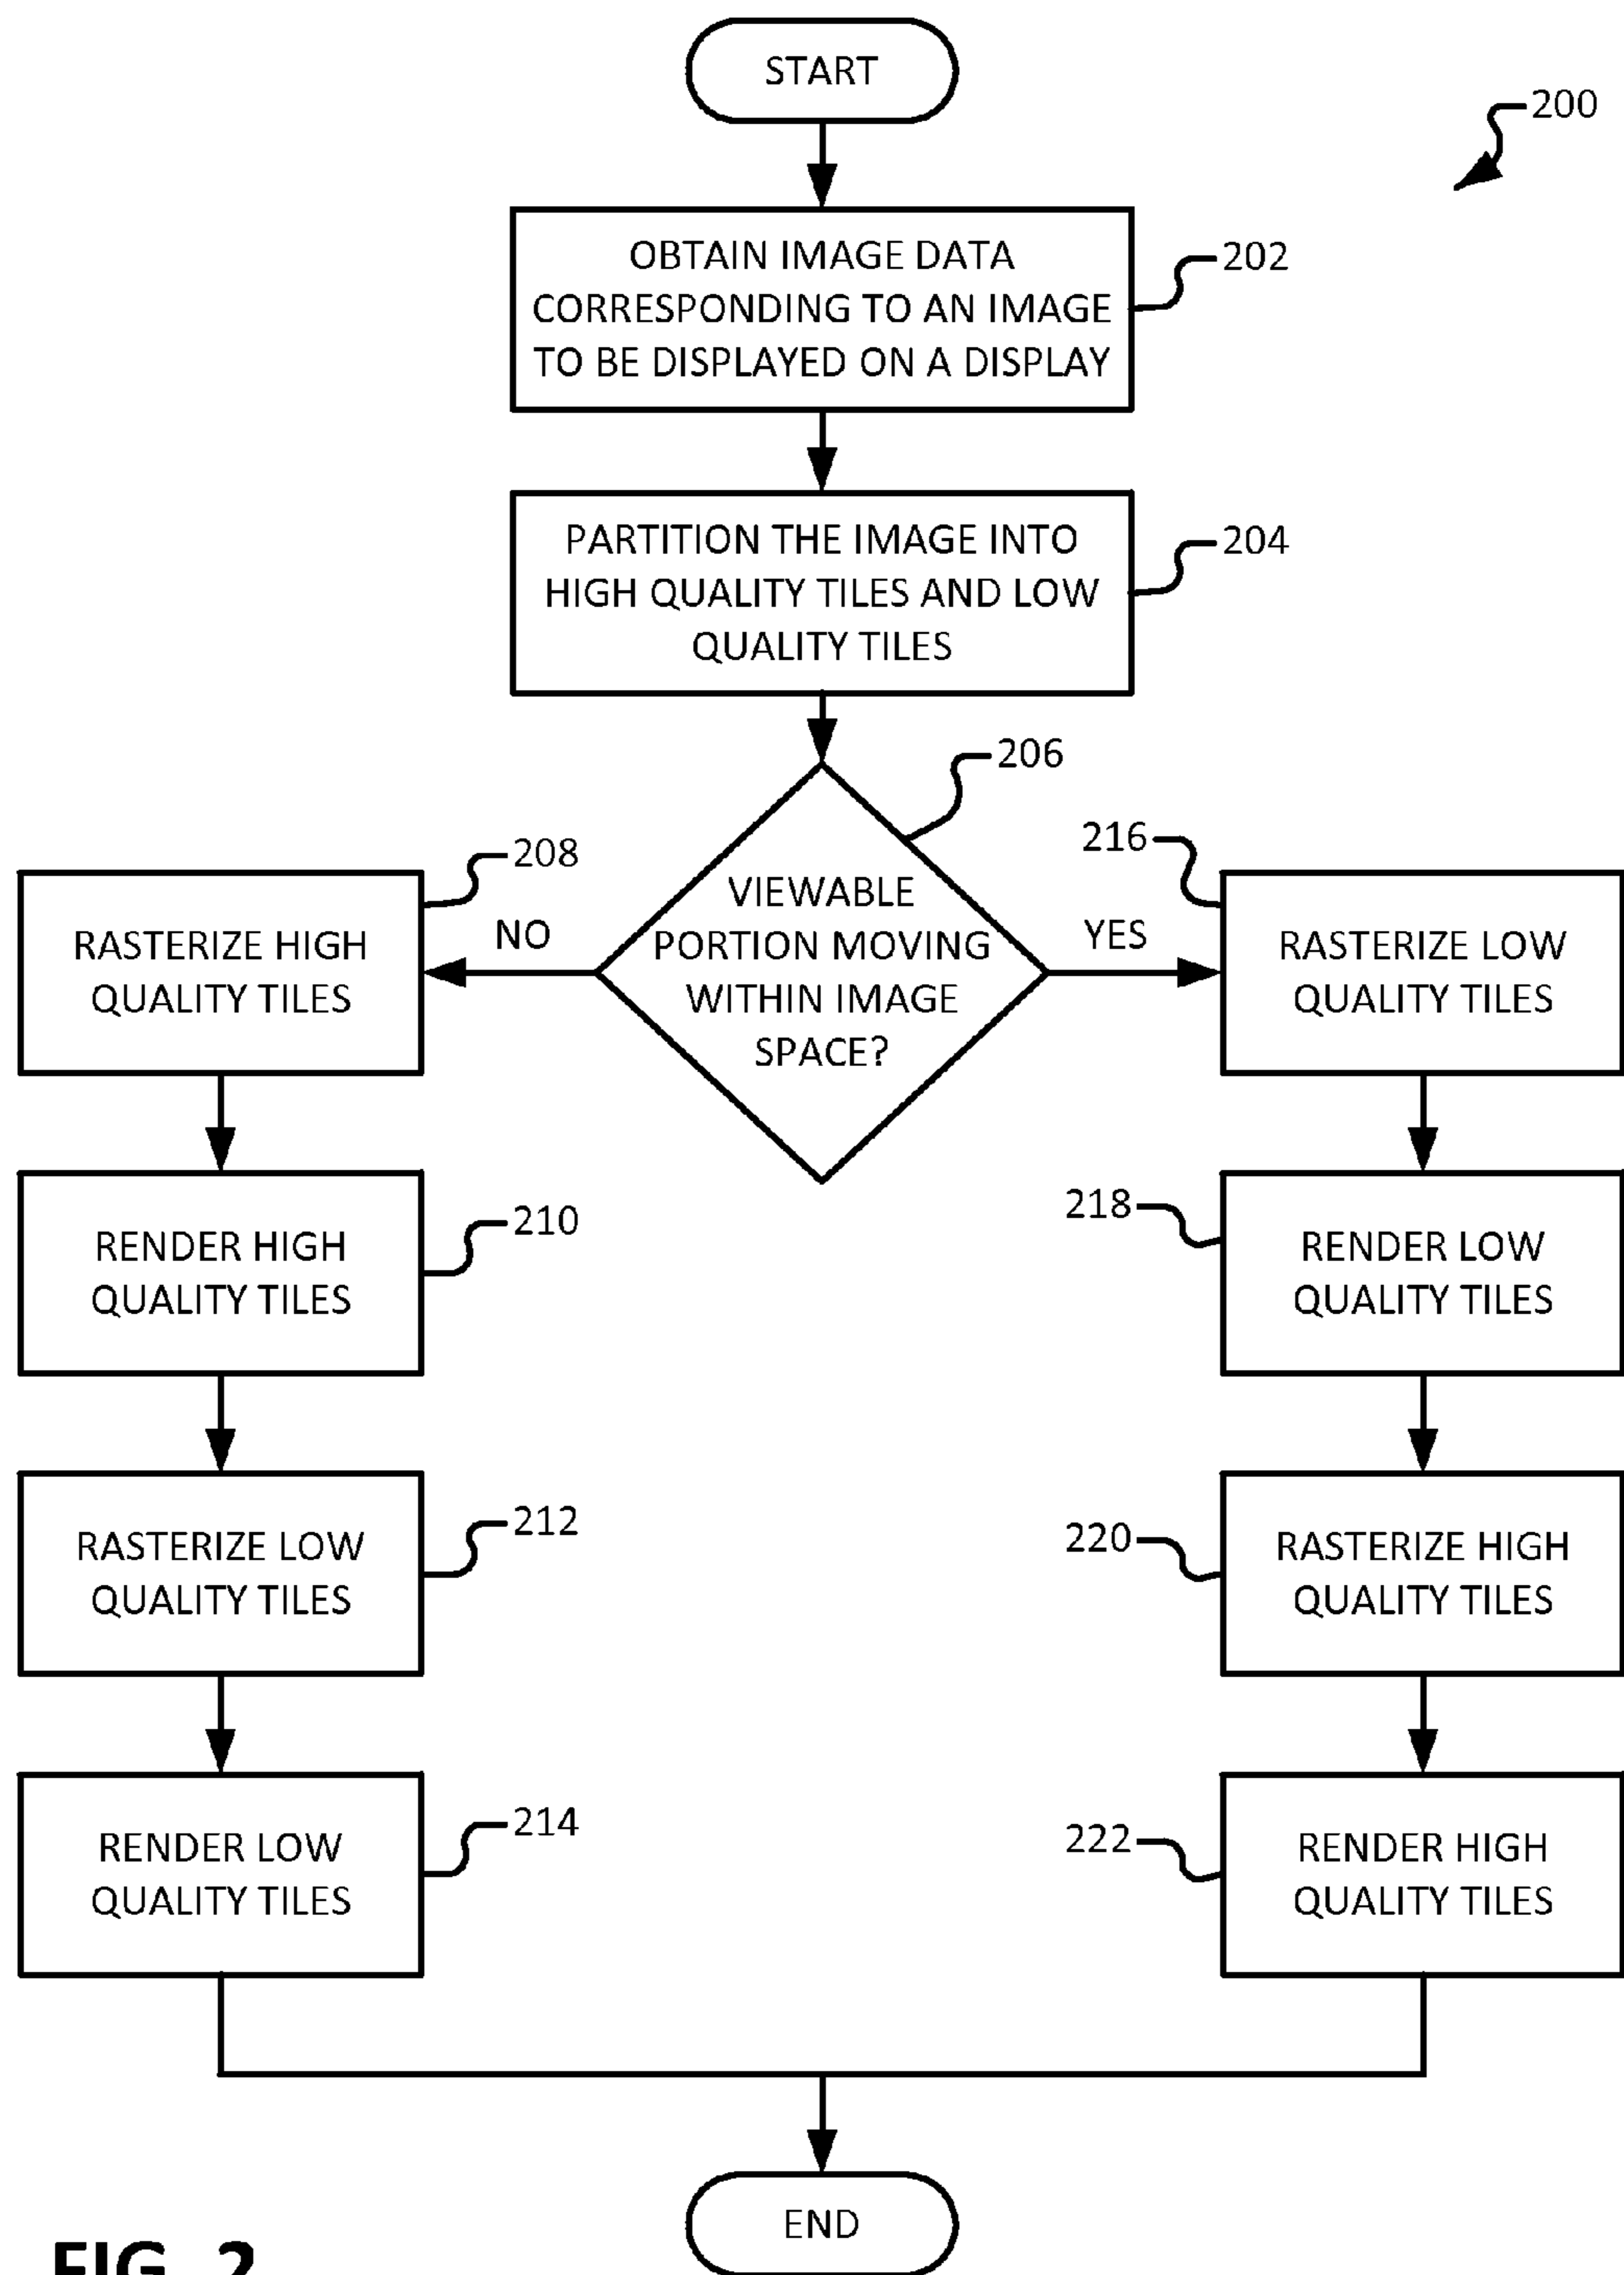 START
200
OBTAIN IMAGE DATA
CORRESPONDING TO AN IMAGE
TO BE DISPLAYED ON A DISPLAY
202
PARTITION THE IMAGE INTO
HIGH QUALITY TILES AND LOW
QUALITY TILES
204
206
VIEWABLE
PORTION MOVING
WITHIN IMAGE
SPACE?
NO
YES
208
RASTERIZE HIGH
QUALITY TILES
216
RASTERIZE LOW
QUALITY TILES
RENDER HIGH
QUALITY TILES
210
218
RENDER LOW
QUALITY TILES
RASTERIZE LOW
QUALITY TILES
212
220
RASTERIZE HIGH
QUALITY TILES
RENDER LOW
QUALITY TILES
214
222
RENDER HIGH
QUALITY TILES
END
FIG. 2